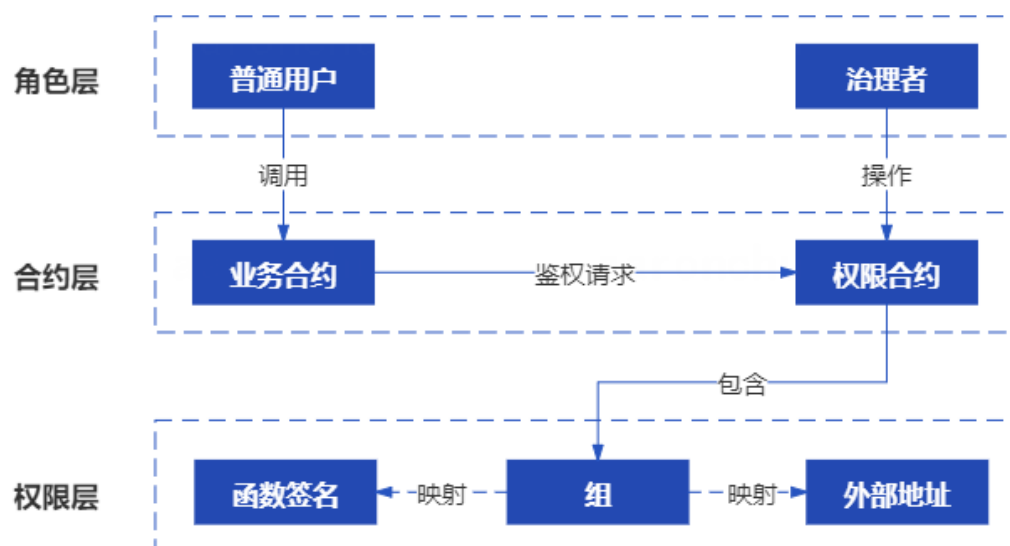 角色层
普通用户
治理者
调用
操作
合约层
业务合约
鉴权请求
权限合约
包含
权限层
函数签名
映射
组
映射
外部地址